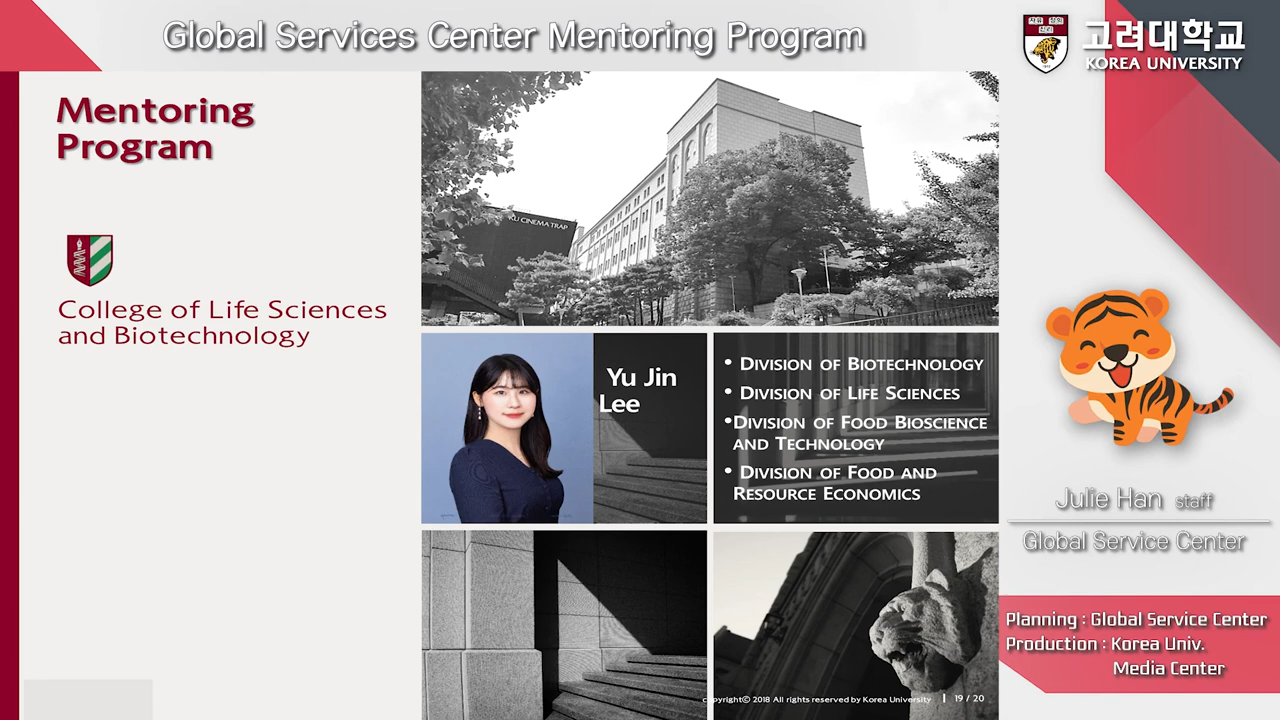 Global Services Center Mentoring Program
고려대학교
KOREA UNIVERSITY
Mentoring
Program
KU CINEMA TRAP
College of Life Sciences
and Biotechnology
Yu Jin
Lee
• DIVISION OF BIOTECHNOLOGY
• DIVISION OF LIFE SCIENCES
•DIVISION OF FOOD BIOSCIENCE
AND TECHNOLOGY
• DIVISION OF FOOD AND
RESOURCE ECONOMICS
Julie Han staff
Global Service Center
Planning : Global Service Center
Production : Korea Univ.
Media Center
copyrightⓒ 2018 All rights reserved by Korea University | 19 / 20